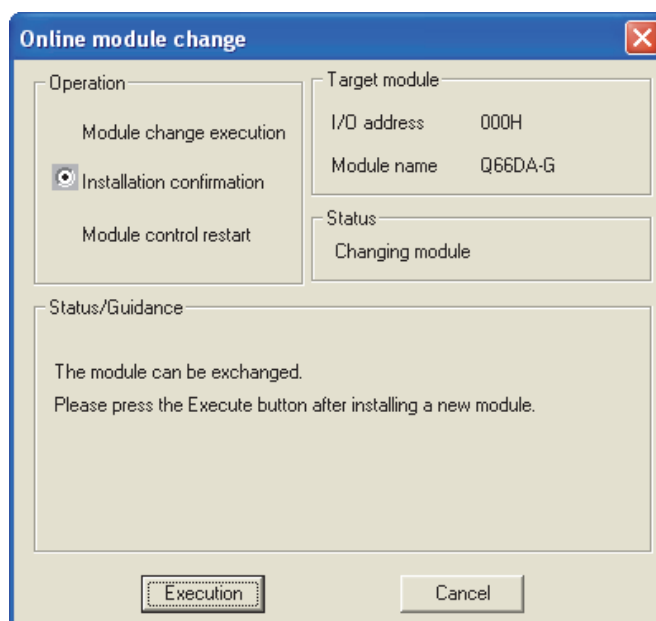 Online module change
Operation
Module change execution
Installation confirmation
Module control restart
Target module
I/O address 000H
Module name Q66DA-G
Status
Changing module
Status/Guidance
The module can be exchanged.
Please press the Execute button after installing a new module.
Execution Cancel